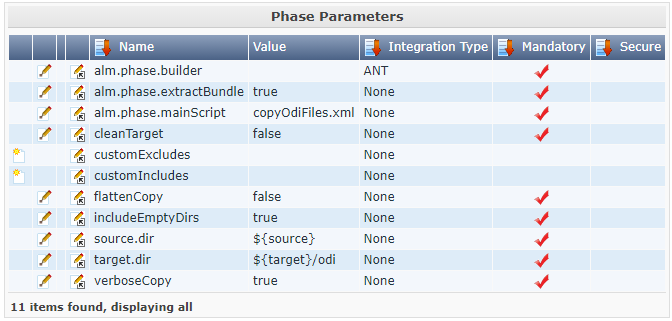 Phase Parameters
Name Value Integration Type Mandatory Secure
alm.phase.builder ANT
alm.phase.extractBundle true None
alm.phase.mainScript copyOdiFiles.xml None
cleanTarget false None
customExcludes None
customIncludes None
flattenCopy false None
includeEmptyDirs true None
source.dir ${source} None
target.dir ${target}/odi None
verboseCopy true None
11 items found, displaying all